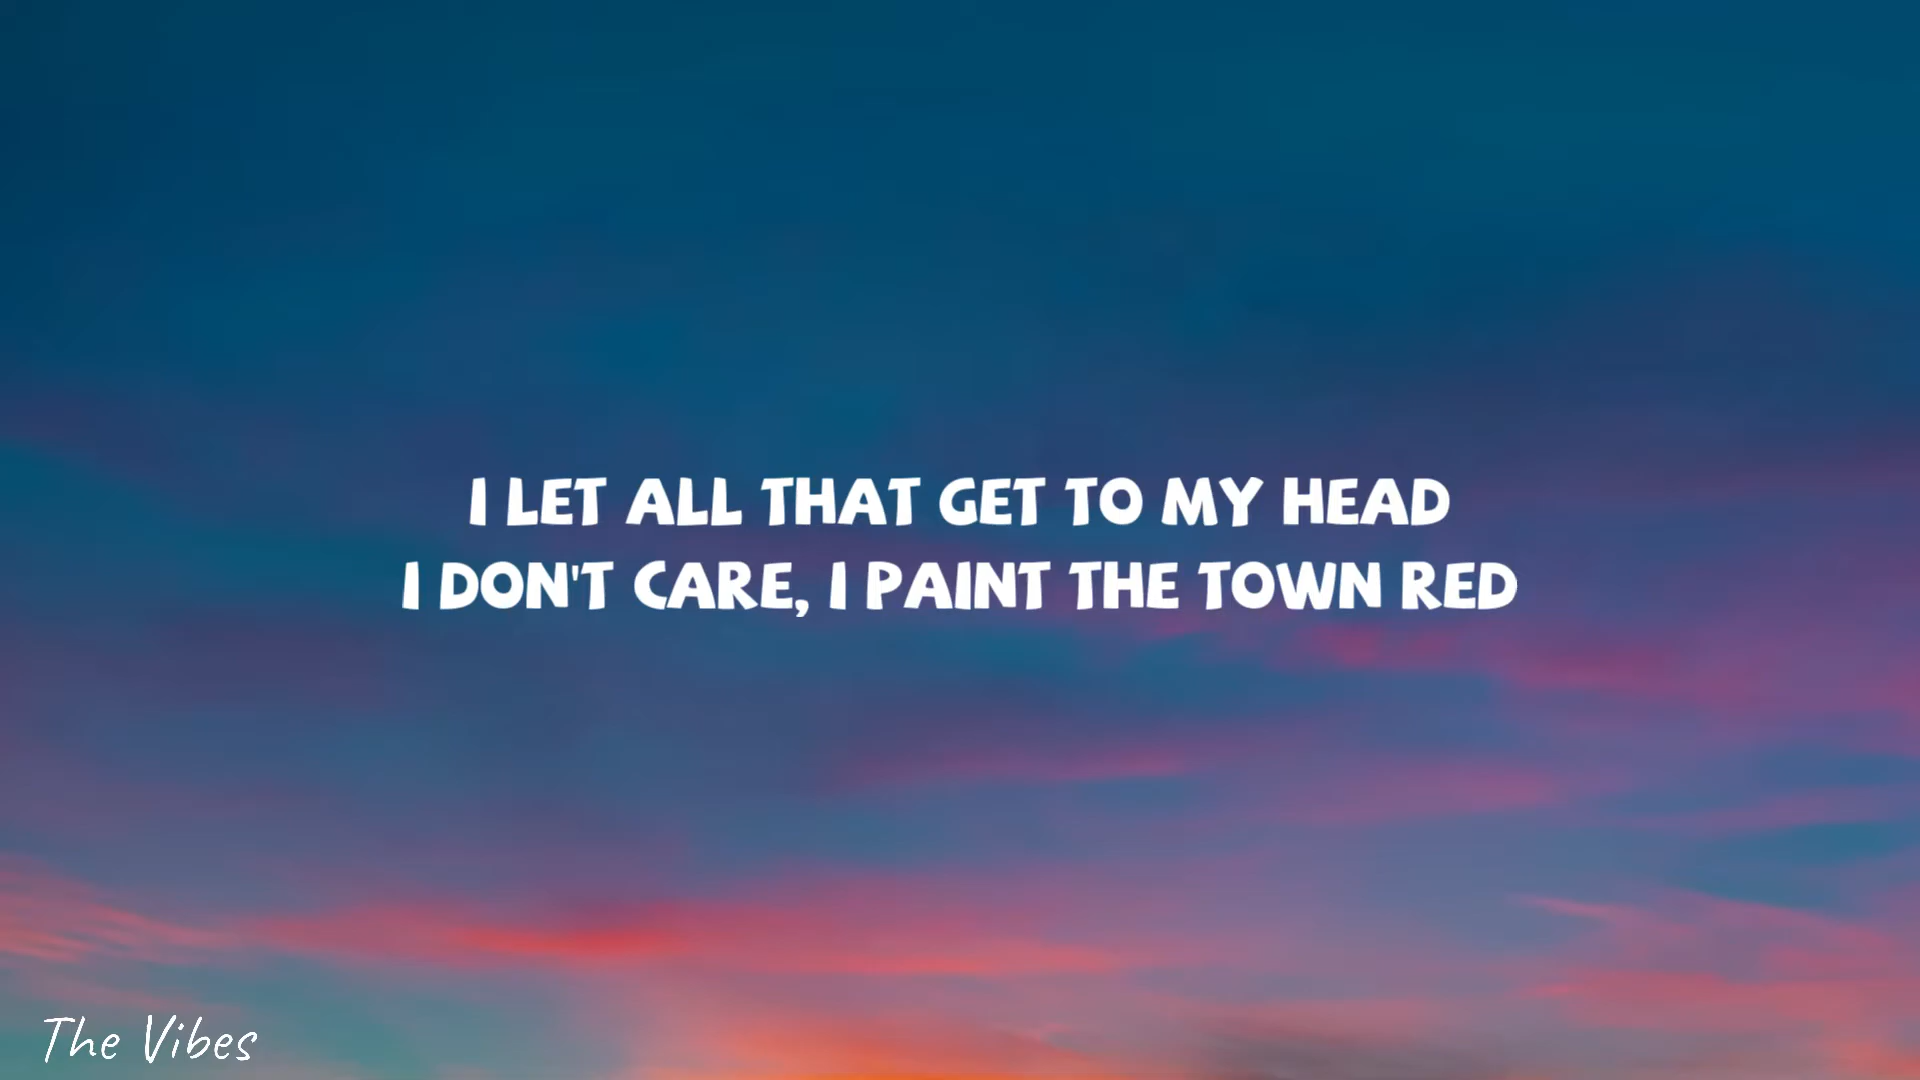 I LET ALL THAT GET TO MY HEAD
I DON'T CARE, I PAINT THE TOWN RED
The Vibes